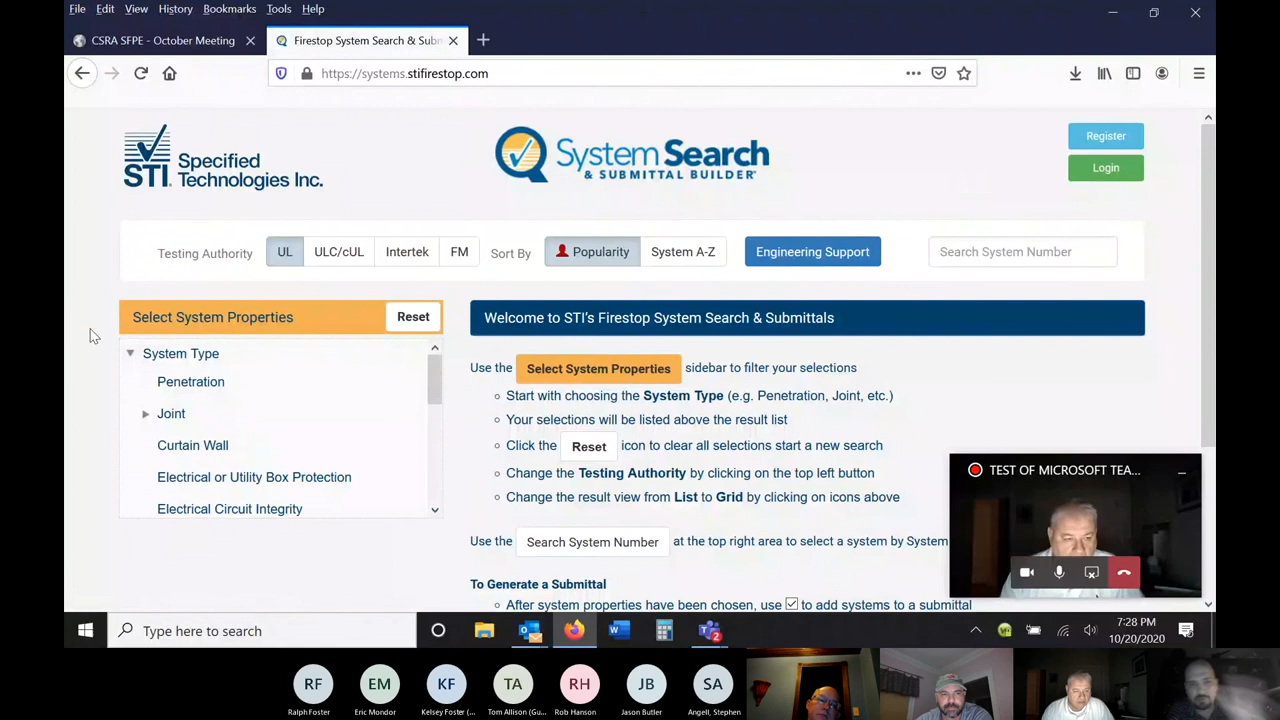 File Edit View History Bookmarks Tools Help
CSRA SFPE - October Meeting
Firestop System Search & Subm
https://systems.stifirestop.com
STI. Specified Technologies Inc.
System Search
& SUBMITTAL BUILDER
Register
Login
Testing Authority UL ULC/cUL Intertek FM Sort By Popularity System A-Z Engineering Support Search System Number
Select System Properties Reset
System Type
Penetration
Joint
Curtain Wall
Electrical or Utility Box Protection
Electrical Circuit Integrity
Welcome to STI's Firestop System Search & Submittals
Use the Select System Properties sidebar to filter your selections
Start with choosing the System Type (e.g. Penetration, Joint, etc.)
Your selections will be listed above the result list
Click the Reset icon to clear all selections start a new search
Change the Testing Authority by clicking on the top left button
Change the result view from List to Grid by clicking on icons above
Use the Search System Number at the top right area to select a system by System
To Generate a Submittal
After system properties have been chosen, use to add systems to a submittal
TEST OF MICROSOFT TEA...
Type here to search
2
7:28 PM
10/20/2020
RF EM KF TA RH JB SA
Ralph Foster Eric Mondor Kelsey Foster (... Tom Allison (Gu... Rob Hanson Jason Butler Angell, Stephen